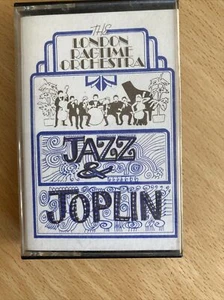 THE
LONDON
RAGTIME
ORCHESTRA
JAZZ
&
JOPLIN